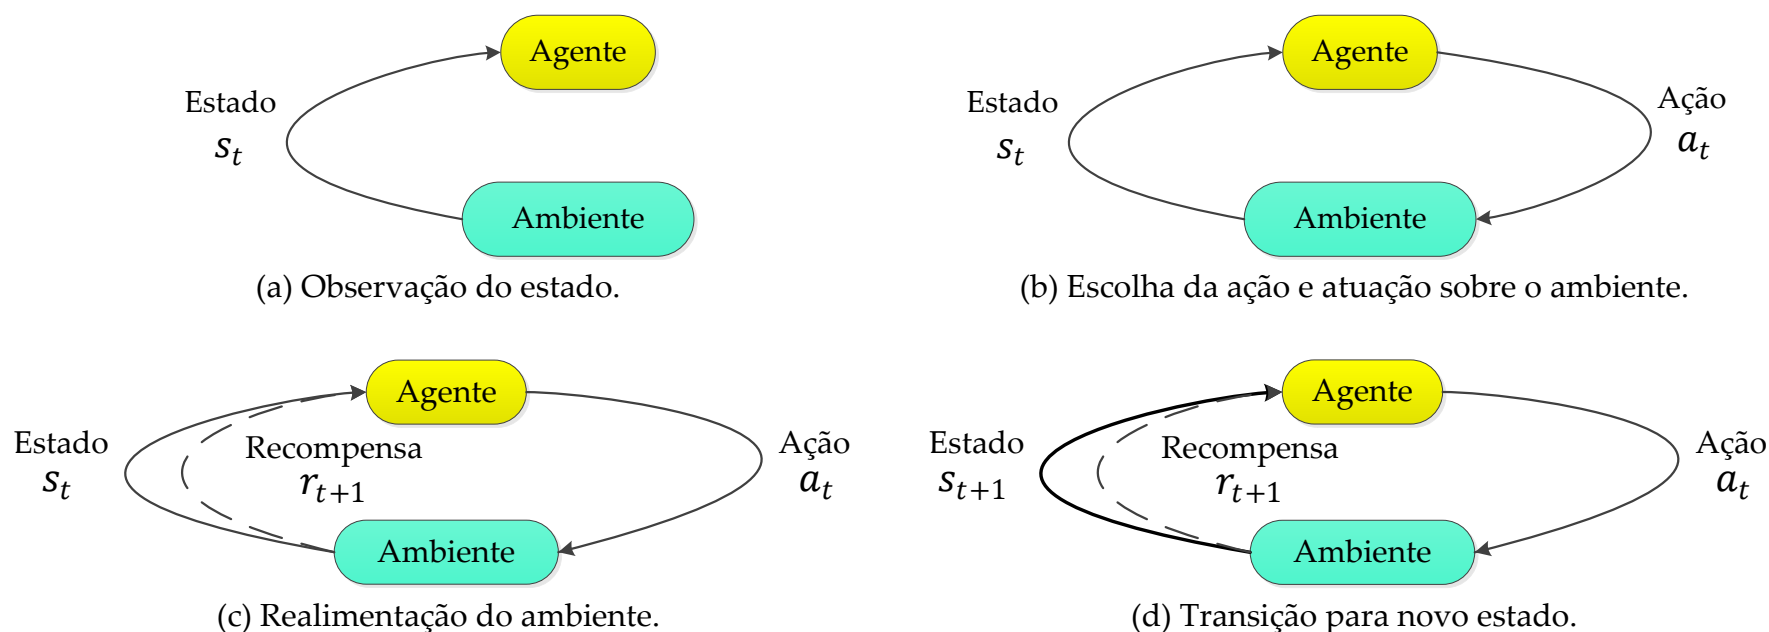 Agente
Estado
s_t
Ambiente
(a) Observação do estado.
Agente
Estado
s_t
Ação
a_t
Ambiente
(b) Escolha da ação e atuação sobre o ambiente.
Agente
Estado
s_t
Recompensa
r_{t+1}
Ação
a_t
Ambiente
(c) Realimentação do ambiente.
Agente
Estado
s_{t+1}
Recompensa
r_{t+1}
Ação
a_t
Ambiente
(d) Transição para novo estado.